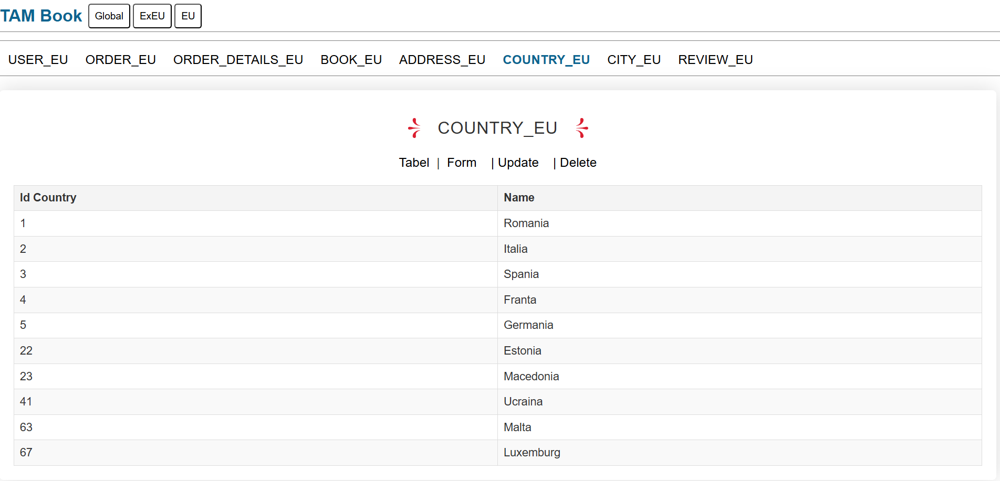 TAM Book Global ExEU EU
USER_EU ORDER_EU ORDER_DETAILS_EU BOOK_EU ADDRESS_EU COUNTRY_EU CITY_EU REVIEW_EU
COUNTRY_EU
Tabel | Form | Update | Delete
Id Country Name
1 Romania
2 Italia
3 Spania
4 Franta
5 Germania
22 Estonia
23 Macedonia
41 Ucraina
63 Malta
67 Luxemburg